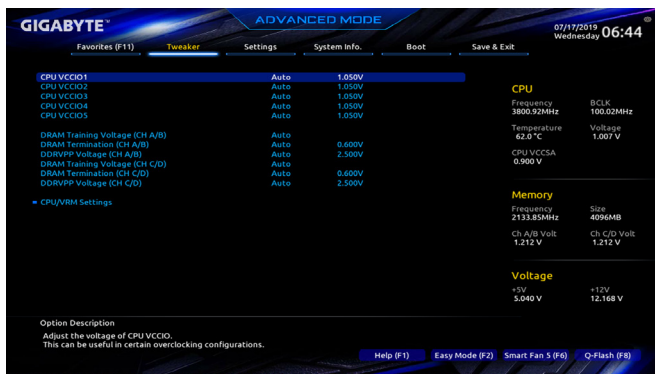 GIGABYTE™
ADVANCED MODE
07/17/2019
Wednesday 06:44
Favorites (F11) Tweaker Settings System Info. Boot Save & Exit
CPU VCCIO1 Auto 1.050V
CPU VCCIO2 Auto 1.050V
CPU VCCIO3 Auto 1.050V
CPU VCCIO4 Auto 1.050V
CPU VCCIO5 Auto 1.050V
DRAM Training Voltage (CH A/B) Auto
DRAM Termination (CH A/B) Auto 0.600V
DDRVPP Voltage (CH A/B) Auto 2.500V
DRAM Training Voltage (CH C/D) Auto
DRAM Termination (CH C/D) Auto 0.600V
DDRVPP Voltage (CH C/D) Auto 2.500V
CPU/VRM Settings
CPU
Frequency BCLK
3800.92MHz 100.02MHz
Temperature Voltage
62.0 °C 1.007 V
CPU VCCSA
0.900 V
Memory
Frequency Size
2133.85MHz 4096MB
Ch A/B Volt Ch C/D Volt
1.212 V 1.212 V
Voltage
+5V +12V
5.040 V 12.168 V
Option Description
Adjust the voltage of CPU VCCIO.
This can be useful in certain overclocking configurations.
Help (F1) Easy Mode (F2) Smart Fan 5 (F6) Q-Flash (F8)